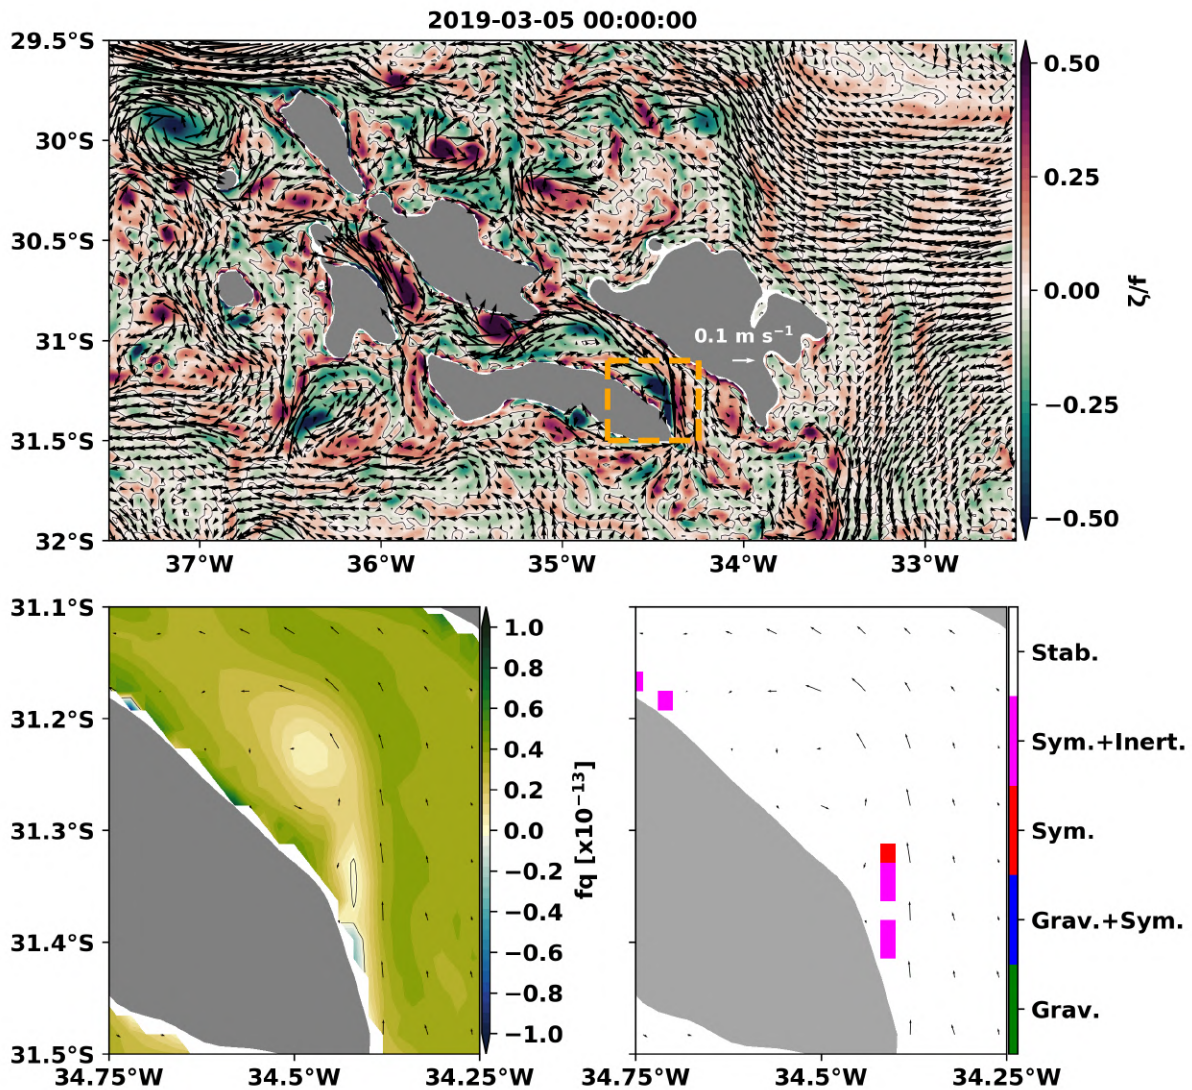 2019-03-05 00:00:00
29.5°S
30°S
30.5°S
31°S
31.5°S
32°S
37°W
36°W
35°W
34°W
33°W
0.1 m s⁻¹
0.50
0.25
0.00
−0.25
−0.50
ζ/f
31.1°S
31.2°S
31.3°S
31.4°S
31.5°S
34.75°W
34.5°W
34.25°W
1.0
0.8
0.6
0.4
0.2
0.0
−0.2
−0.4
−0.6
−0.8
−1.0
fq [x10⁻¹³]
34.75°W
34.5°W
34.25°W
Stab.
Sym.+Inert.
Sym.
Grav.+Sym.
Grav.